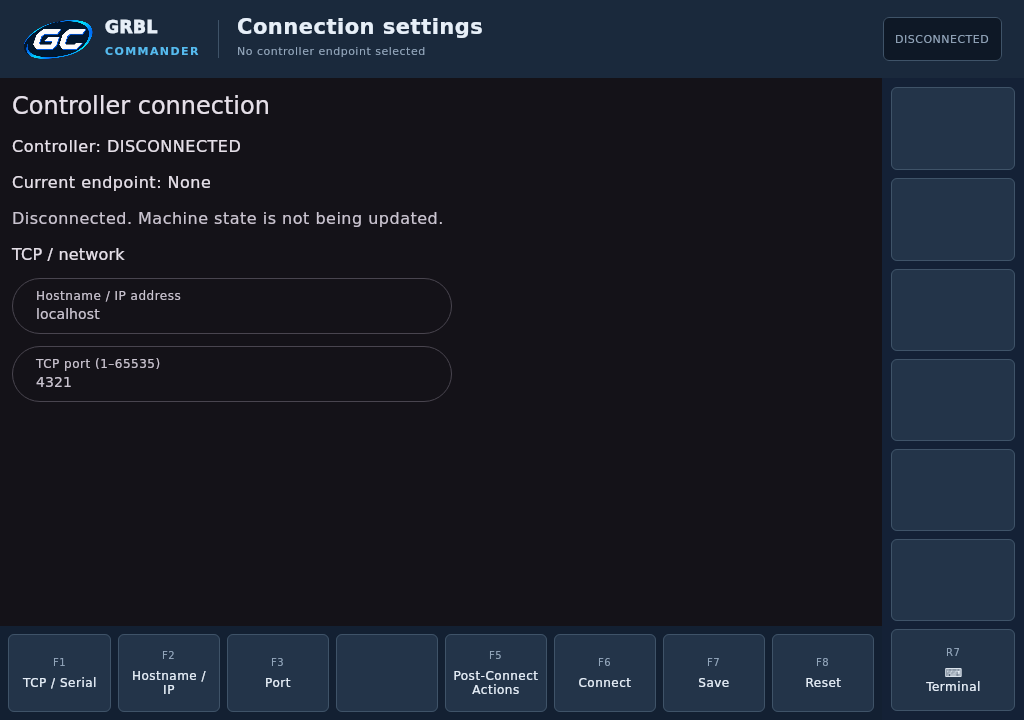 GC
GRBL
COMMANDER
Connection settings
No controller endpoint selected
DISCONNECTED
Controller connection
Controller: DISCONNECTED
Current endpoint: None
Disconnected. Machine state is not being updated.
TCP / network
Hostname / IP address
localhost
TCP port (1–65535)
4321
F1
TCP / Serial
F2
Hostname /
IP
F3
Port
F5
Post-Connect
Actions
F6
Connect
F7
Save
F8
Reset
R7
⌨
Terminal